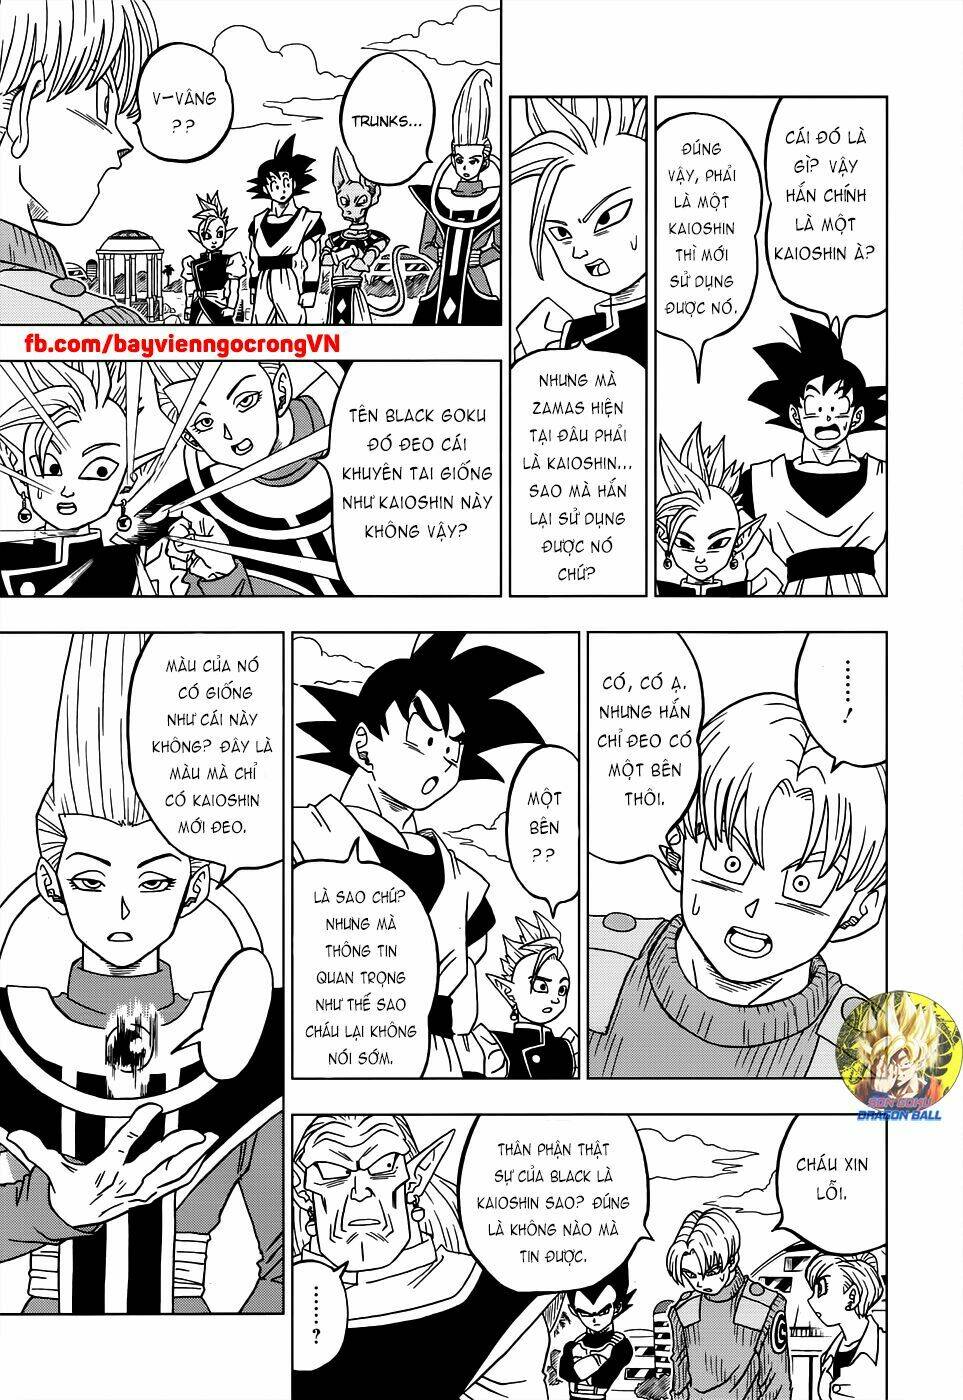 CÁI ĐÓ LÀ
GÌ? VẬY
HẮN CHÍNH
LÀ MỘT
KAIOSHIN À?
ĐÚNG
VẬY, PHẢI
LÀ MỘT
KAIOSHIN
THÌ MỚI
SỬ DỤNG
ĐƯỢC NÓ.
NHƯNG MÀ
ZAMAS HIỆN
TẠI ĐÂU PHẢI
LÀ KAIOSHIN...
SAO MÀ HẮN
LẠI SỬ DỤNG
ĐƯỢC NÓ
CHỨ?
TRUNKS...
V-VÂNG
??
fb.com/bayvienngocrongVN
TÊN BLACK GOKU
ĐÓ ĐEO CÁI
KHUYÊN TAI GIỐNG
NHƯ KAIOSHIN NÀY
KHÔNG VẬY?
......!
CÓ, CÓ Ạ.
NHƯNG HẮN
CHỈ ĐEO CÓ
MỘT BÊN
THÔI.
MỘT
BÊN
??
LÀ SAO CHỨ?
NHƯNG MÀ
THÔNG TIN
QUAN TRỌNG
NHƯ THẾ SAO
CHÁU LẠI KHÔNG
NÓI SỚM.
MÀU CỦA NÓ
CÓ GIỐNG
NHƯ CÁI NÀY
KHÔNG? ĐÂY LÀ
MÀU MÀ CHỈ
CÓ KAIOSHIN
MỚI ĐEO.
CHÁU XIN
LỖI.
THÂN PHẬN THẬT
SỰ CỦA BLACK LÀ
KAIOSHIN SAO? ĐÚNG
LÀ KHÔNG NÀO MÀ
TIN ĐƯỢC.
......?
SON GOKU
DRAGON BALL